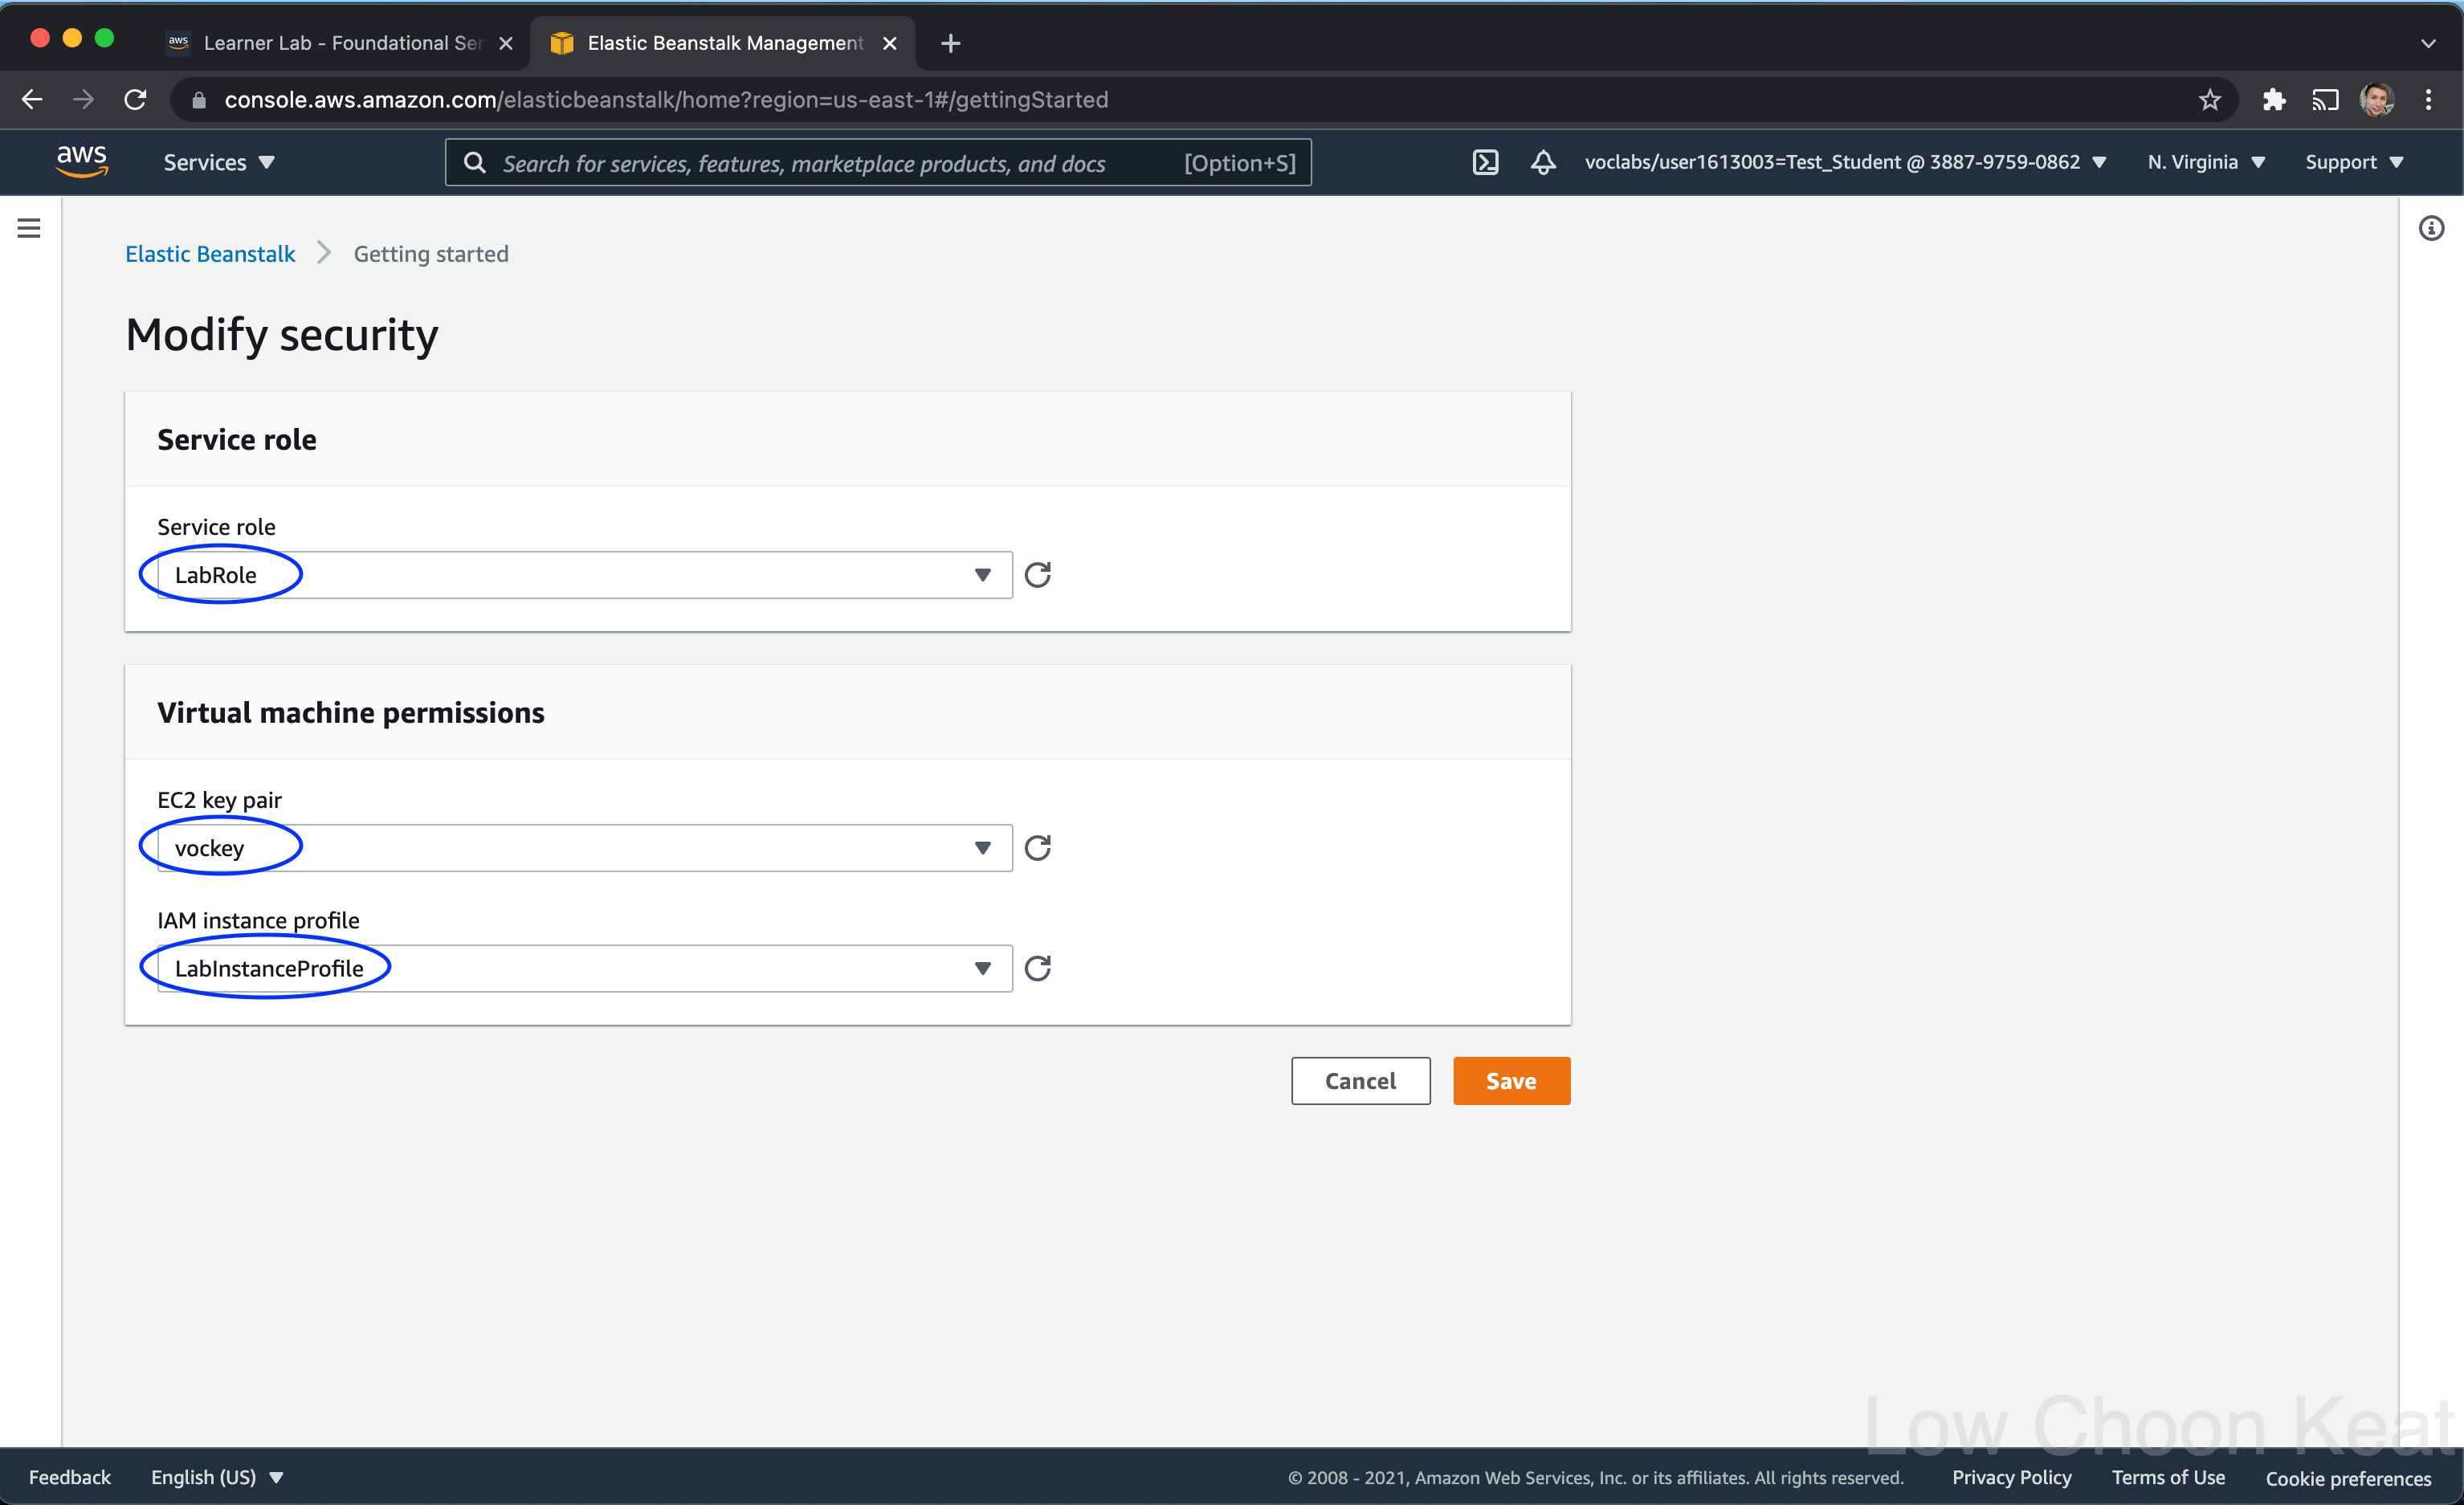 aws Learner Lab - Foundational Ser
Elastic Beanstalk Management
console.aws.amazon.com/elasticbeanstalk/home?region=us-east-1#/gettingStarted
aws Services Search for services, features, marketplace products, and docs [Option+S] voclabs/user1613003=Test_Student @ 3887-9759-0862 N. Virginia Support
Elastic Beanstalk Getting started
Modify security
Service role
Service role
LabRole
Virtual machine permissions
EC2 key pair
vockey
IAM instance profile
LabInstanceProfile
Cancel Save
Low Choon Keat
Feedback English (US) © 2008 - 2021, Amazon Web Services, Inc. or its affiliates. All rights reserved. Privacy Policy Terms of Use Cookie preferences